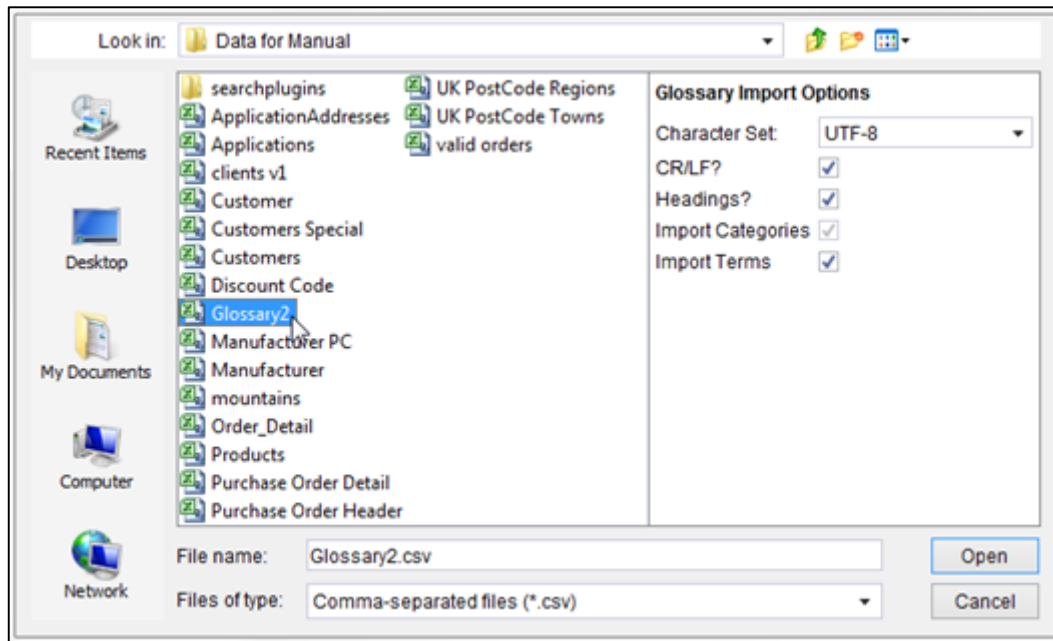 Look in: Data for Manual
Recent Items
Desktop
My Documents
Computer
Network
searchplugins
ApplicationAddresses
Applications
clients v1
Customer
Customers Special
Customers
Discount Code
Glossary2
Manufacturer PC
Manufacturer
mountains
Order_Detail
Products
Purchase Order Detail
Purchase Order Header
UK PostCode Regions
UK PostCode Towns
valid orders
Glossary Import Options
Character Set: UTF-8
CR/LF?
Headings?
Import Categories
Import Terms
File name: Glossary2.csv
Open
Files of type: Comma-separated files (*.csv)
Cancel